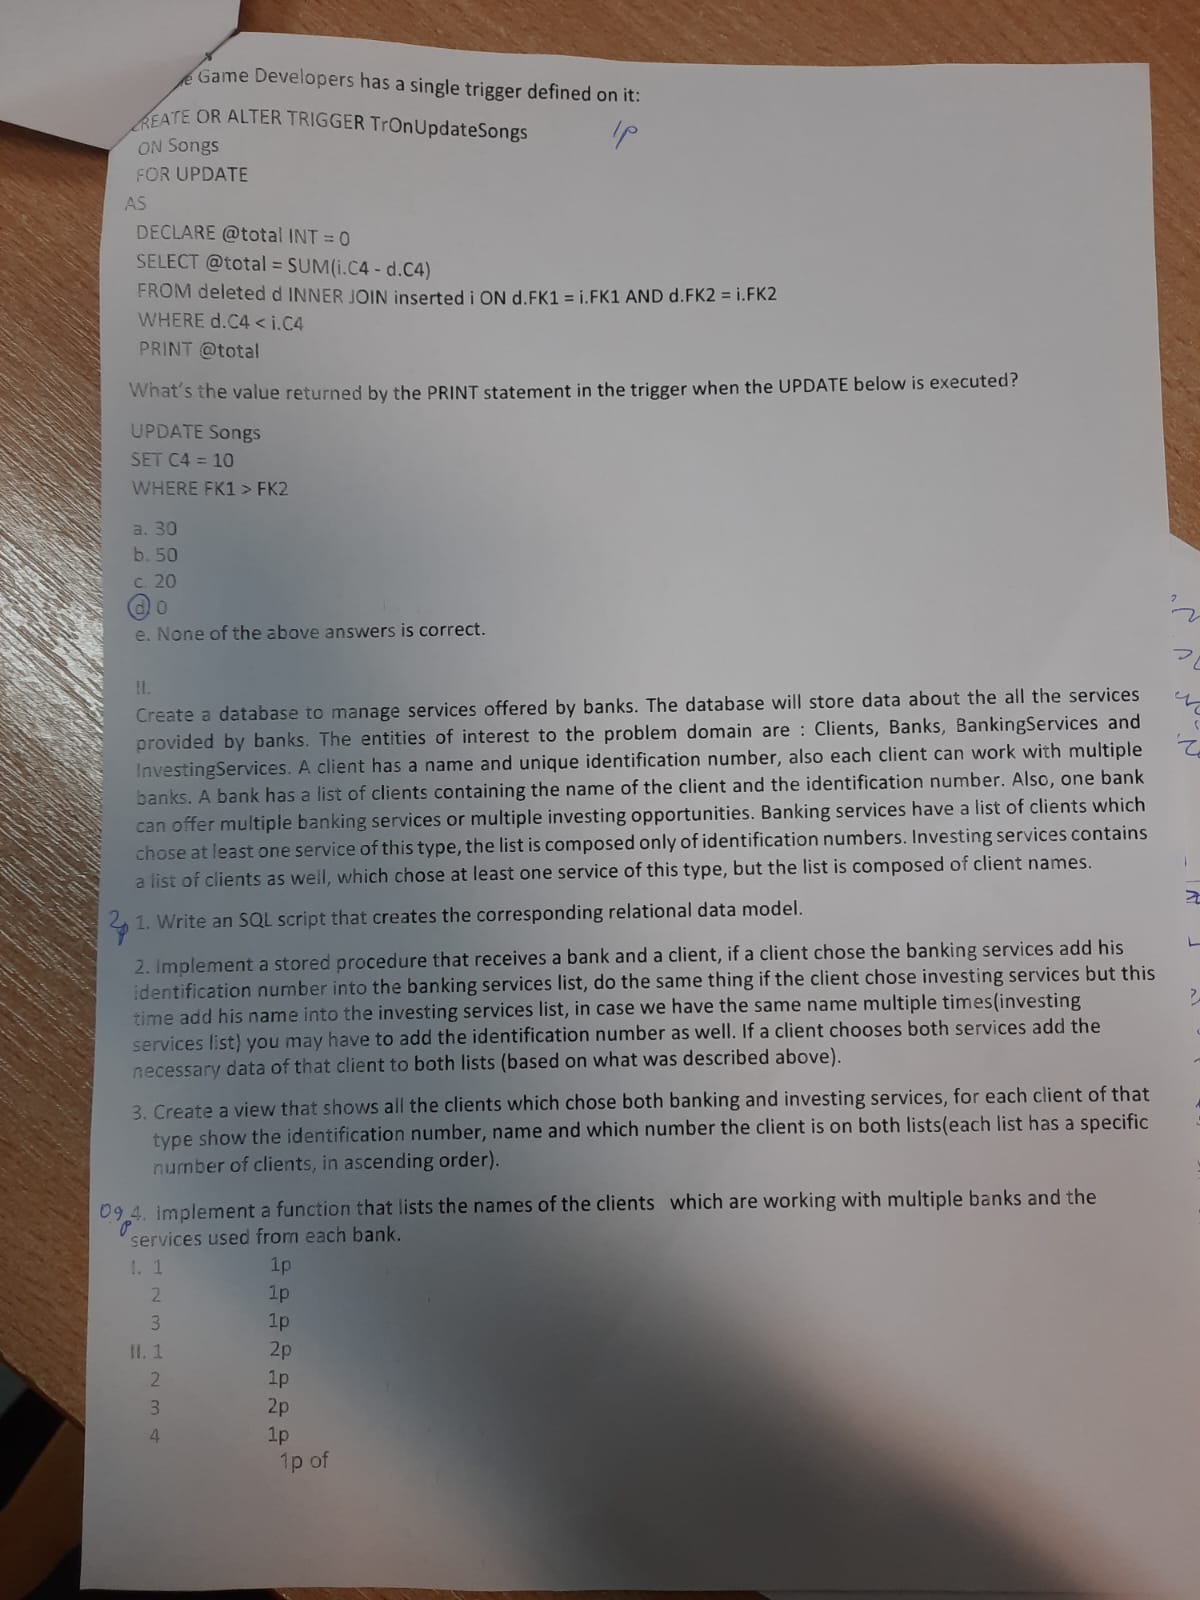 Game Developers has a single trigger defined on it:
CREATE OR ALTER TRIGGER TrOnUpdateSongs
1p
ON Songs
FOR UPDATE
AS
DECLARE @total INT = 0
SELECT @total = SUM(i.C4 - d.C4)
FROM deleted d INNER JOIN inserted i ON d.FK1 = i.FK1 AND d.FK2 = i.FK2
WHERE d.C4 < i.C4
PRINT @total
What's the value returned by the PRINT statement in the trigger when the UPDATE below is executed?
UPDATE Songs
SET C4 = 10
WHERE FK1 > FK2
a. 30
b. 50
c. 20
d. 0
e. None of the above answers is correct.
II.
Create a database to manage services offered by banks. The database will store data about the all the services
provided by banks. The entities of interest to the problem domain are : Clients, Banks, BankingServices and
InvestingServices. A client has a name and unique identification number, also each client can work with multiple
banks. A bank has a list of clients containing the name of the client and the identification number. Also, one bank
can offer multiple banking services or multiple investing opportunities. Banking services have a list of clients which
chose at least one service of this type, the list is composed only of identification numbers. Investing services contains
a list of clients as well, which chose at least one service of this type, but the list is composed of client names.
2p 1. Write an SQL script that creates the corresponding relational data model.
2. Implement a stored procedure that receives a bank and a client, if a client chose the banking services add his
identification number into the banking services list, do the same thing if the client chose investing services but this
time add his name into the investing services list, in case we have the same name multiple times(investing
services list) you may have to add the identification number as well. If a client chooses both services add the
necessary data of that client to both lists (based on what was described above).
3. Create a view that shows all the clients which chose both banking and investing services, for each client of that
type show the identification number, name and which number the client is on both lists(each list has a specific
number of clients, in ascending order).
0.9p 4. Implement a function that lists the names of the clients which are working with multiple banks and the
services used from each bank.
I. 1 1p
2 1p
3 1p
II. 1 2p
2 1p
3 2p
4 1p
1p of